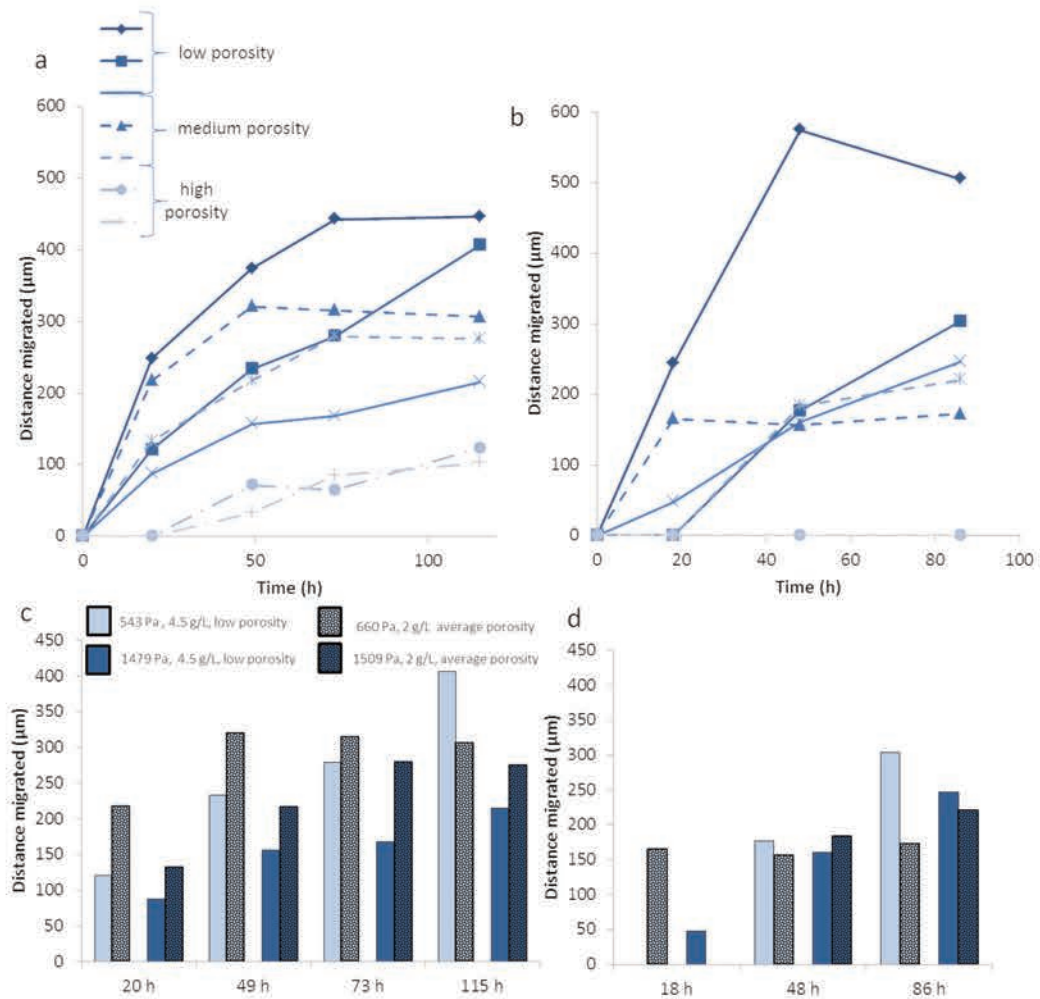 a
low porosity
medium porosity
high
porosity
600
500
400
300
200
100
0
Distance migrated (µm)
0
50
100
Time (h)
b
600
500
400
300
200
100
0
Distance migrated (µm)
0
20
40
60
80
100
Time (h)
c
543 Pa , 4.5 g/L, low porosity
660 Pa, 2 g/L average porosity
1479 Pa, 4.5 g/L, low porosity
1509 Pa, 2 g/L, average porosity
450
400
350
300
250
200
150
100
50
0
Distance migrated (µm)
20 h
49 h
73 h
115 h
d
450
400
350
300
250
200
150
100
50
0
Distance migrated (µm)
18 h
48 h
86 h